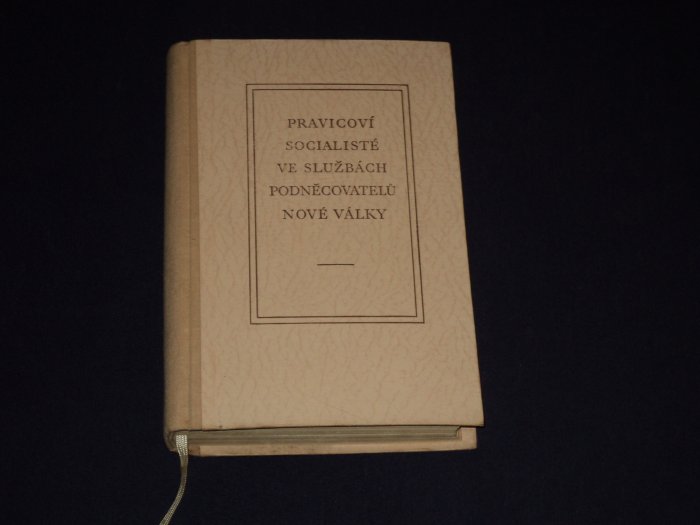 PRAVICOVÍ
SOCIALISTÉ
VE SLUŽBÁCH
PODNĚCOVATELŮ
NOVÉ VÁLKY